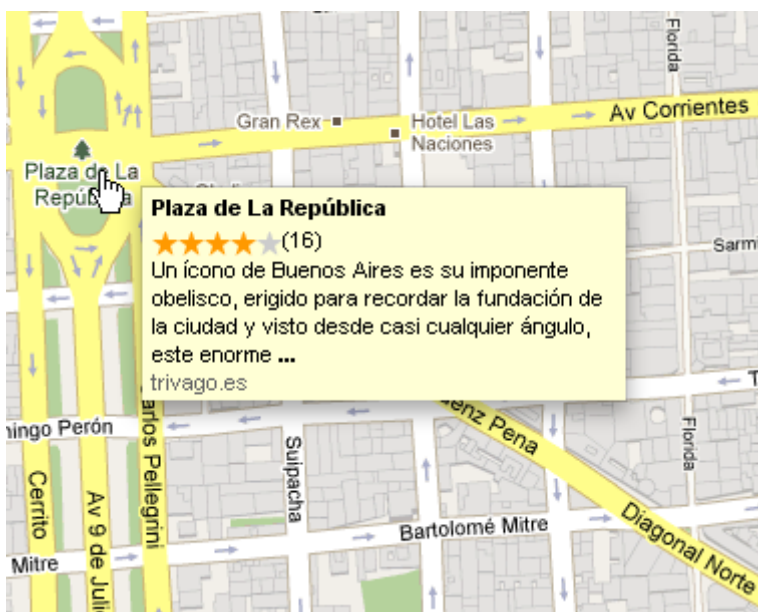 Florida
Gran Rex
Hotel Las
Naciones
Av Corrientes
Plaza de La
República
Plaza de La República
(16)
Un ícono de Buenos Aires es su imponente
obelisco, erigido para recordar la fundación de
la ciudad y visto desde casi cualquier ángulo,
este enorme ...
trivago.es
Sarm
T
ingo Perón
arlos Pellegrini
enz Pena
Florida
Suipacha
Cerrito
Av 9 de Juli
Bartolomé Mitre
Diagonal Norte
Mitre